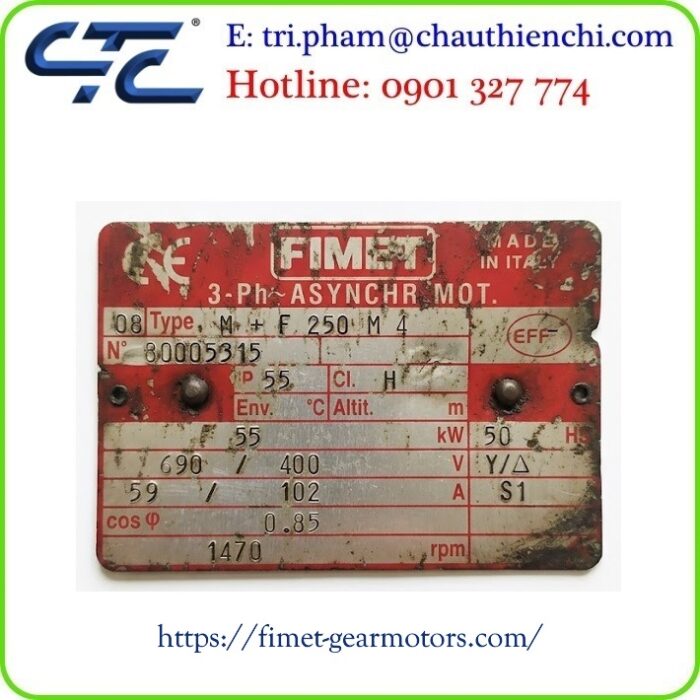 CTC
E: tri.pham@chauthienchi.com
Hotline: 0901 327 774
CE
FIMET
MADE IN ITALY
3-Ph~ASYNCHR MOT.
08 Type M + F 250 M 4
EFF
N° 80005315
IP 55 Cl. H
Env. °C Altit. m
55 kW 50 Hz
690 / 400 V Y/Δ
59 / 102 A S1
cos φ 0.85
1470 rpm
https://fimet-gearmotors.com/